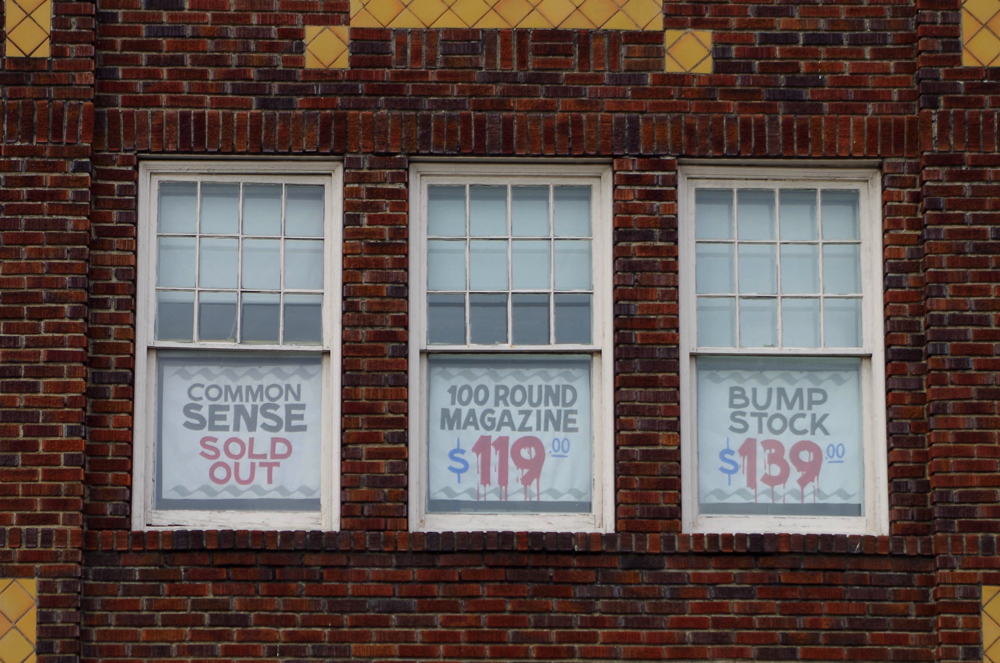 COMMON
SENSE
SOLD
OUT
100 ROUND
MAGAZINE
$119.00
BUMP
STOCK
$139.00